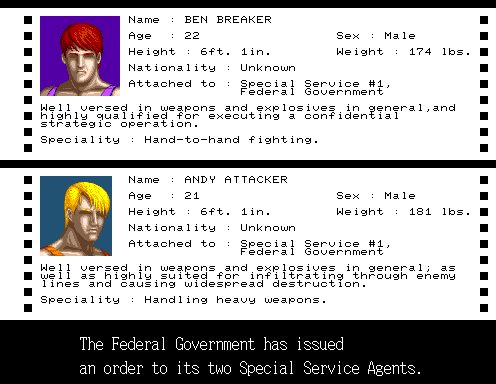 Name : BEN BREAKER
Age : 22 Sex : Male
Height : 6ft. 1in. Weight : 174 lbs.
Nationality : Unknown
Attached to : Special Service #1,
Federal Government
Well versed in weapons and explosives in general,and
highly qualified for executing a confidential
strategic operation.
Speciality : Hand-to-hand fighting.
Name : ANDY ATTACKER
Age : 21 Sex : Male
Height : 6ft. 1in. Weight : 181 lbs.
Nationality : Unknown
Attached to : Special Service #1,
Federal Government
Well versed in weapons and explosives in general; as
well as highly suited for infiltrating through enemy
lines and causing widespread destruction.
Speciality : Handling heavy weapons.
The Federal Government has issued
an order to its two Special Service Agents.